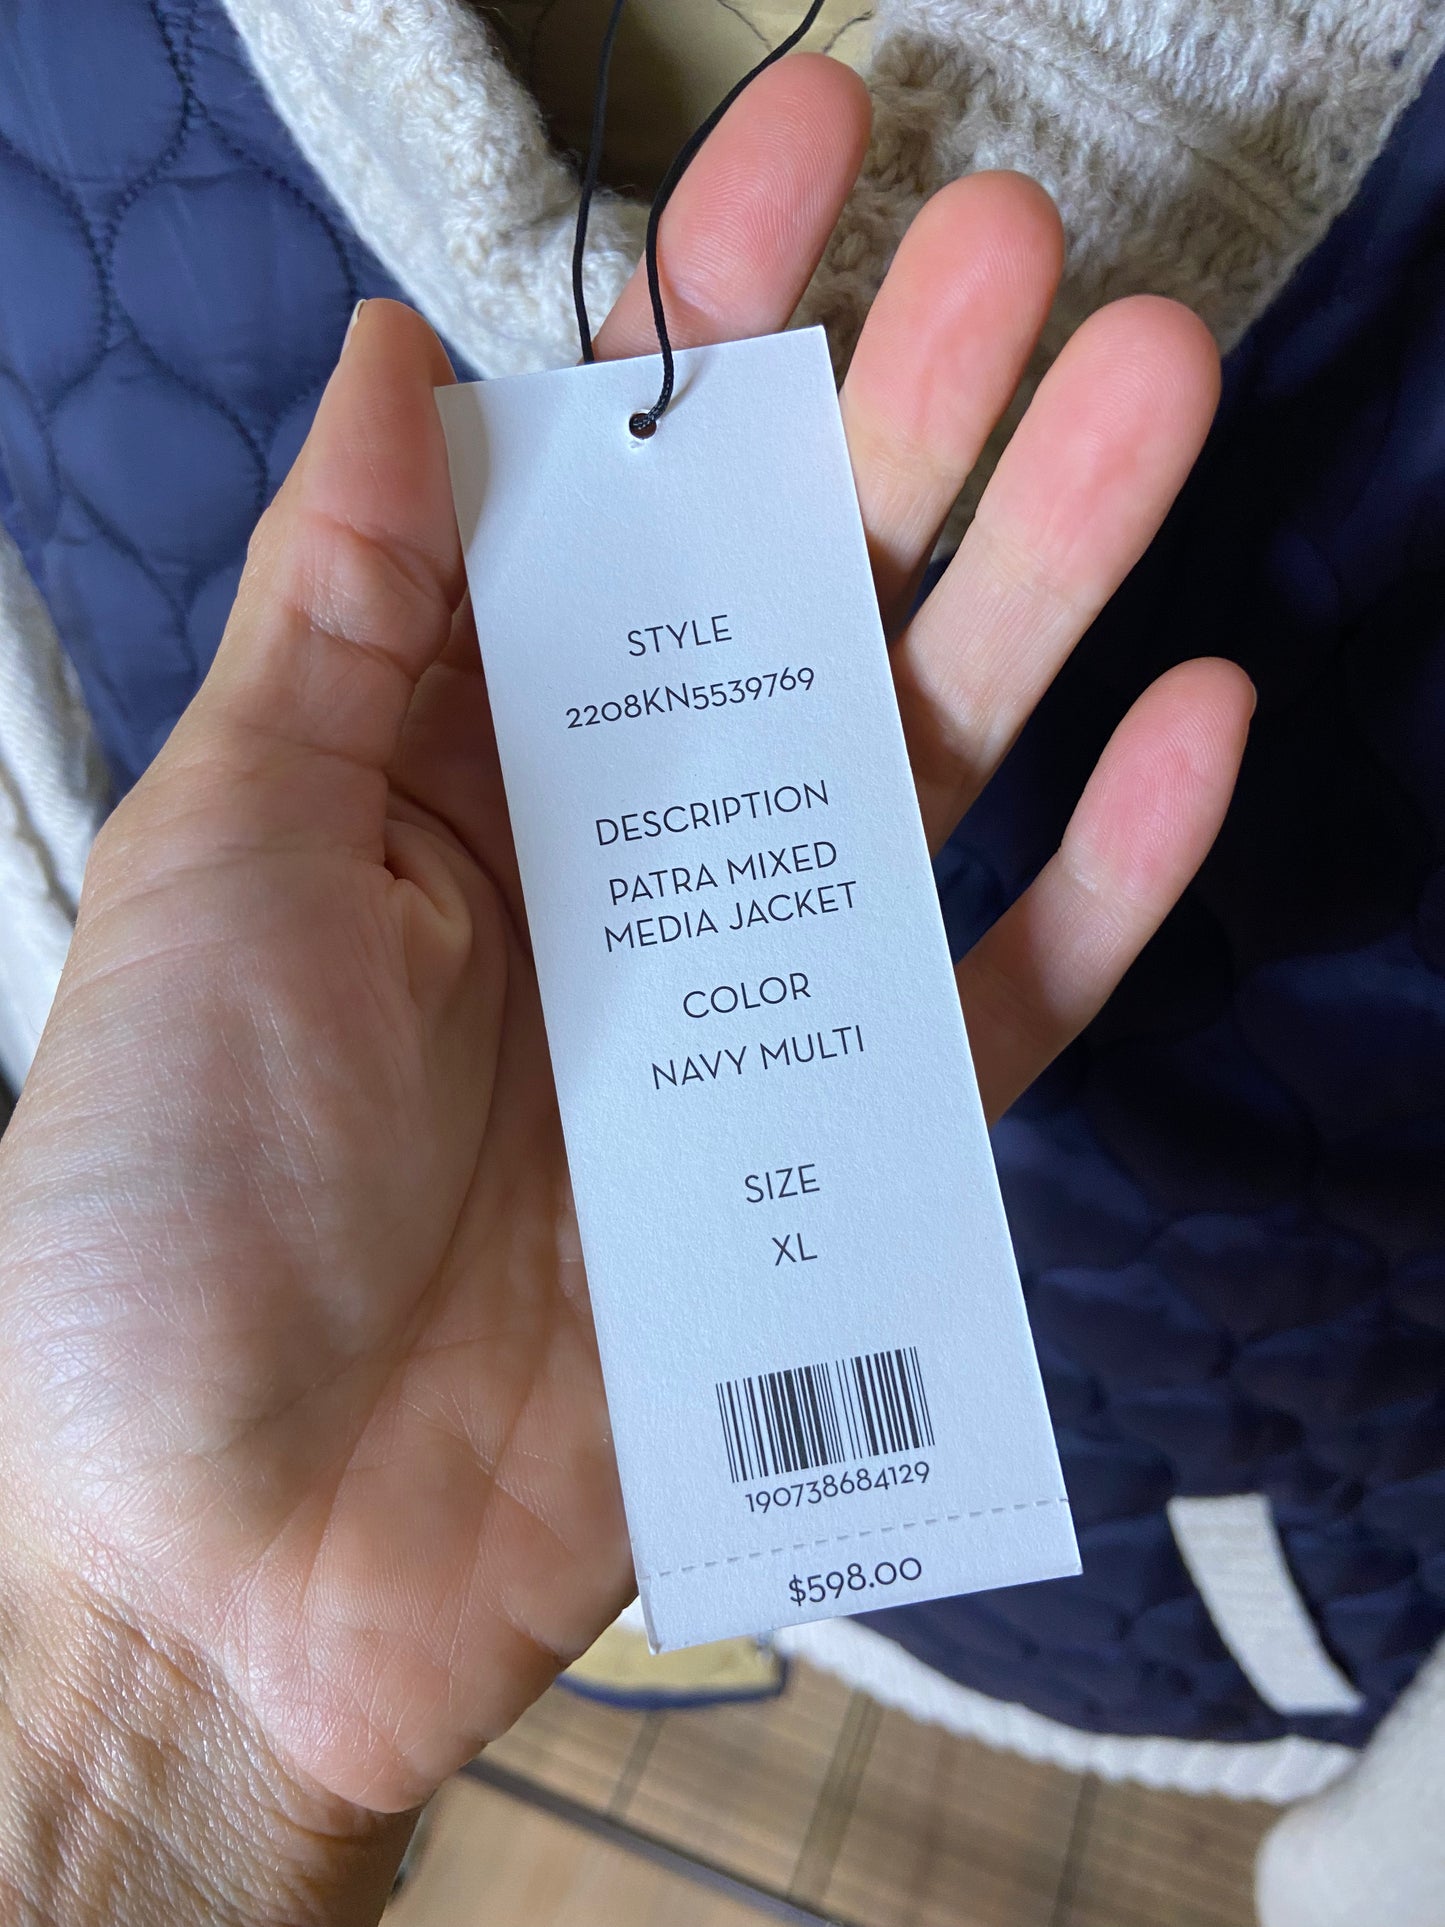 STYLE
2208KN5539769
DESCRIPTION
PATRA MIXED
MEDIA JACKET
COLOR
NAVY MULTI
SIZE
XL
190738684129
$598.00